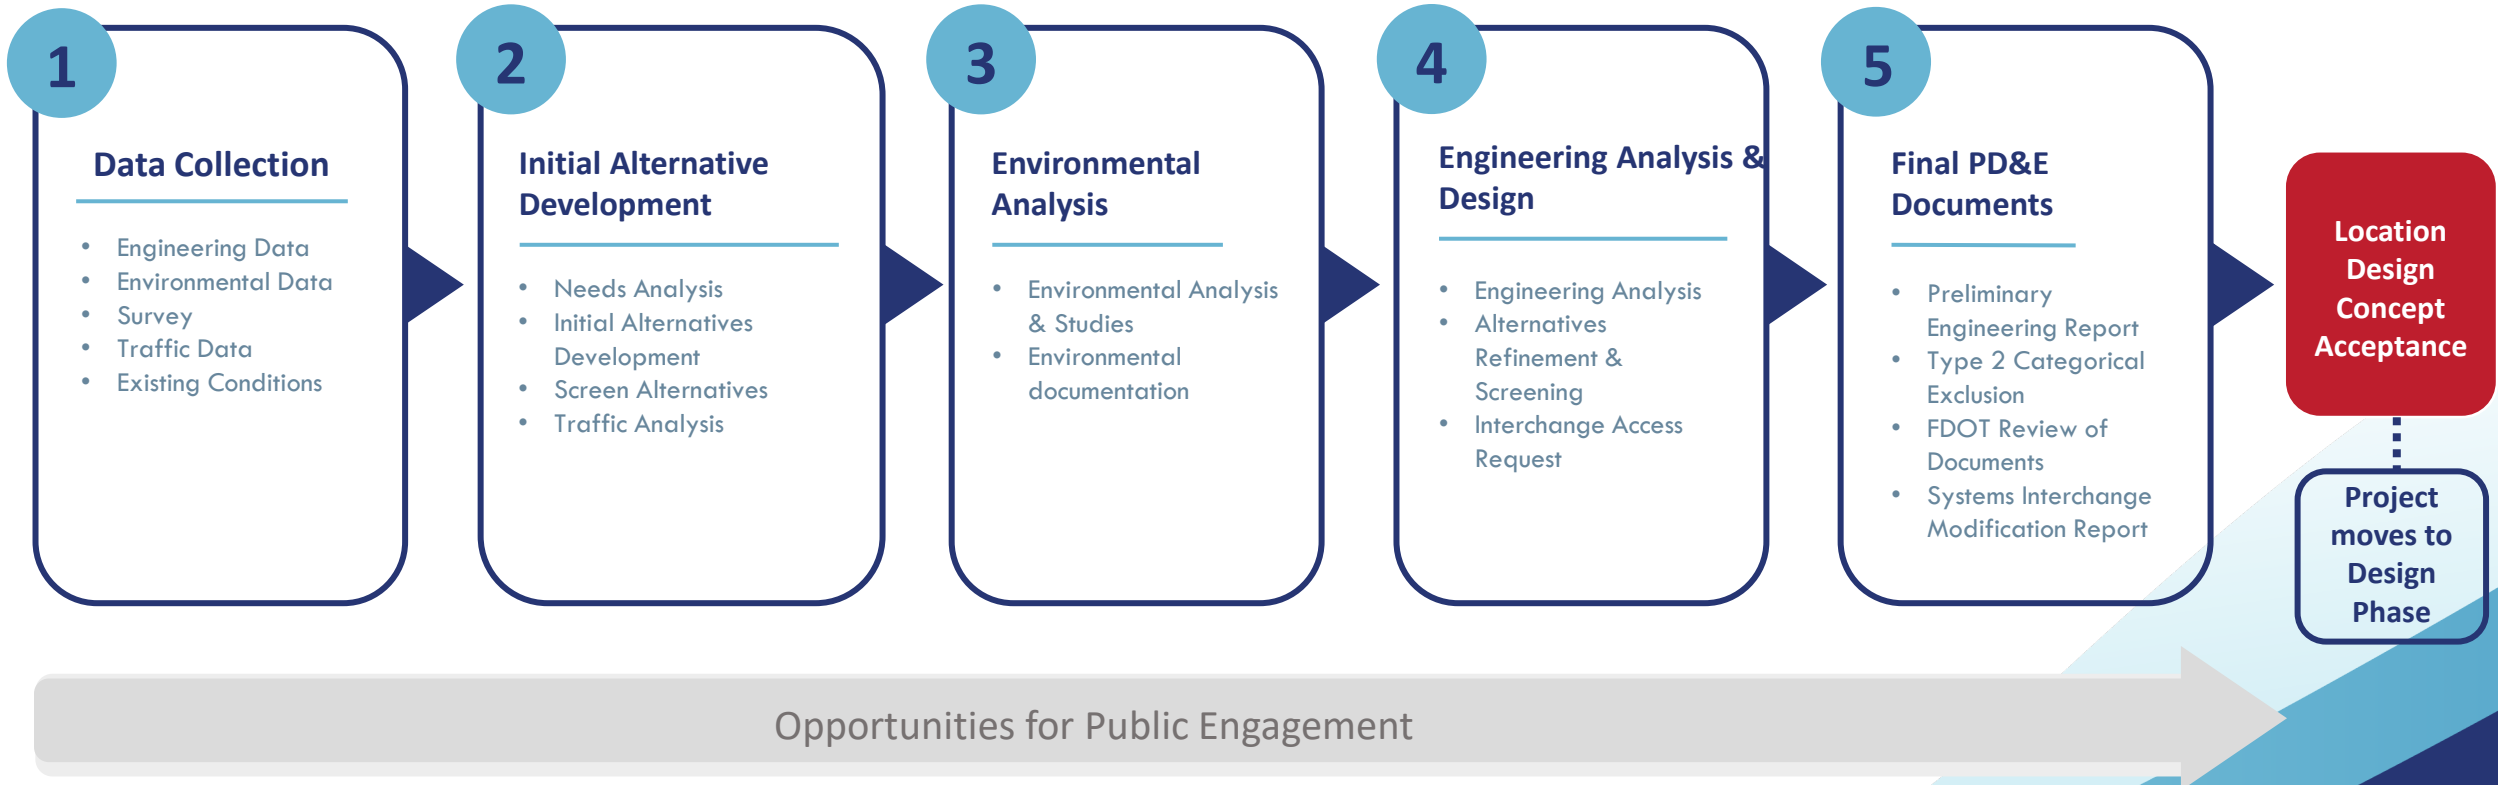 1
Data Collection
• Engineering Data
• Environmental Data
• Survey
• Traffic Data
• Existing Conditions
2
Initial Alternative
Development
• Needs Analysis
• Initial Alternatives
Development
• Screen Alternatives
• Traffic Analysis
3
Environmental
Analysis
• Environmental Analysis
& Studies
• Environmental
documentation
4
Engineering Analysis &
Design
• Engineering Analysis
• Alternatives
Refinement &
Screening
• Interchange Access
Request
5
Final PD&E
Documents
• Preliminary
Engineering Report
• Type 2 Categorical
Exclusion
• FDOT Review of
Documents
• Systems Interchange
Modification Report
Location
Design
Concept
Acceptance
Project
moves to
Design
Phase
Opportunities for Public Engagement